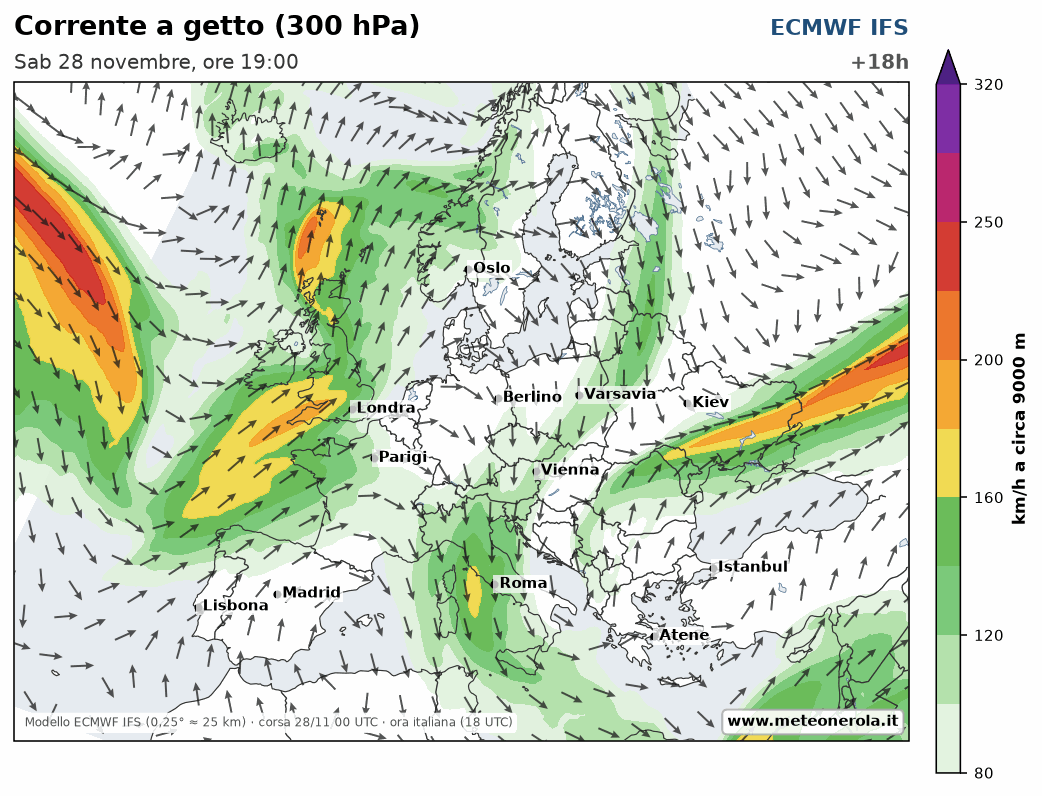 Corrente a getto (300 hPa)
ECMWF IFS
Sab 28 novembre, ore 19:00
+18h
320
250
200
160
120
80
km/h a circa 9000 m
Oslo
Londra
Berlino
Varsavia
Kiev
Parigi
Vienna
Istanbul
Roma
Madrid
Lisbona
Atene
Modello ECMWF IFS (0,25° ≈ 25 km) · corsa 28/11 00 UTC · ora italiana (18 UTC)
www.meteonerola.it